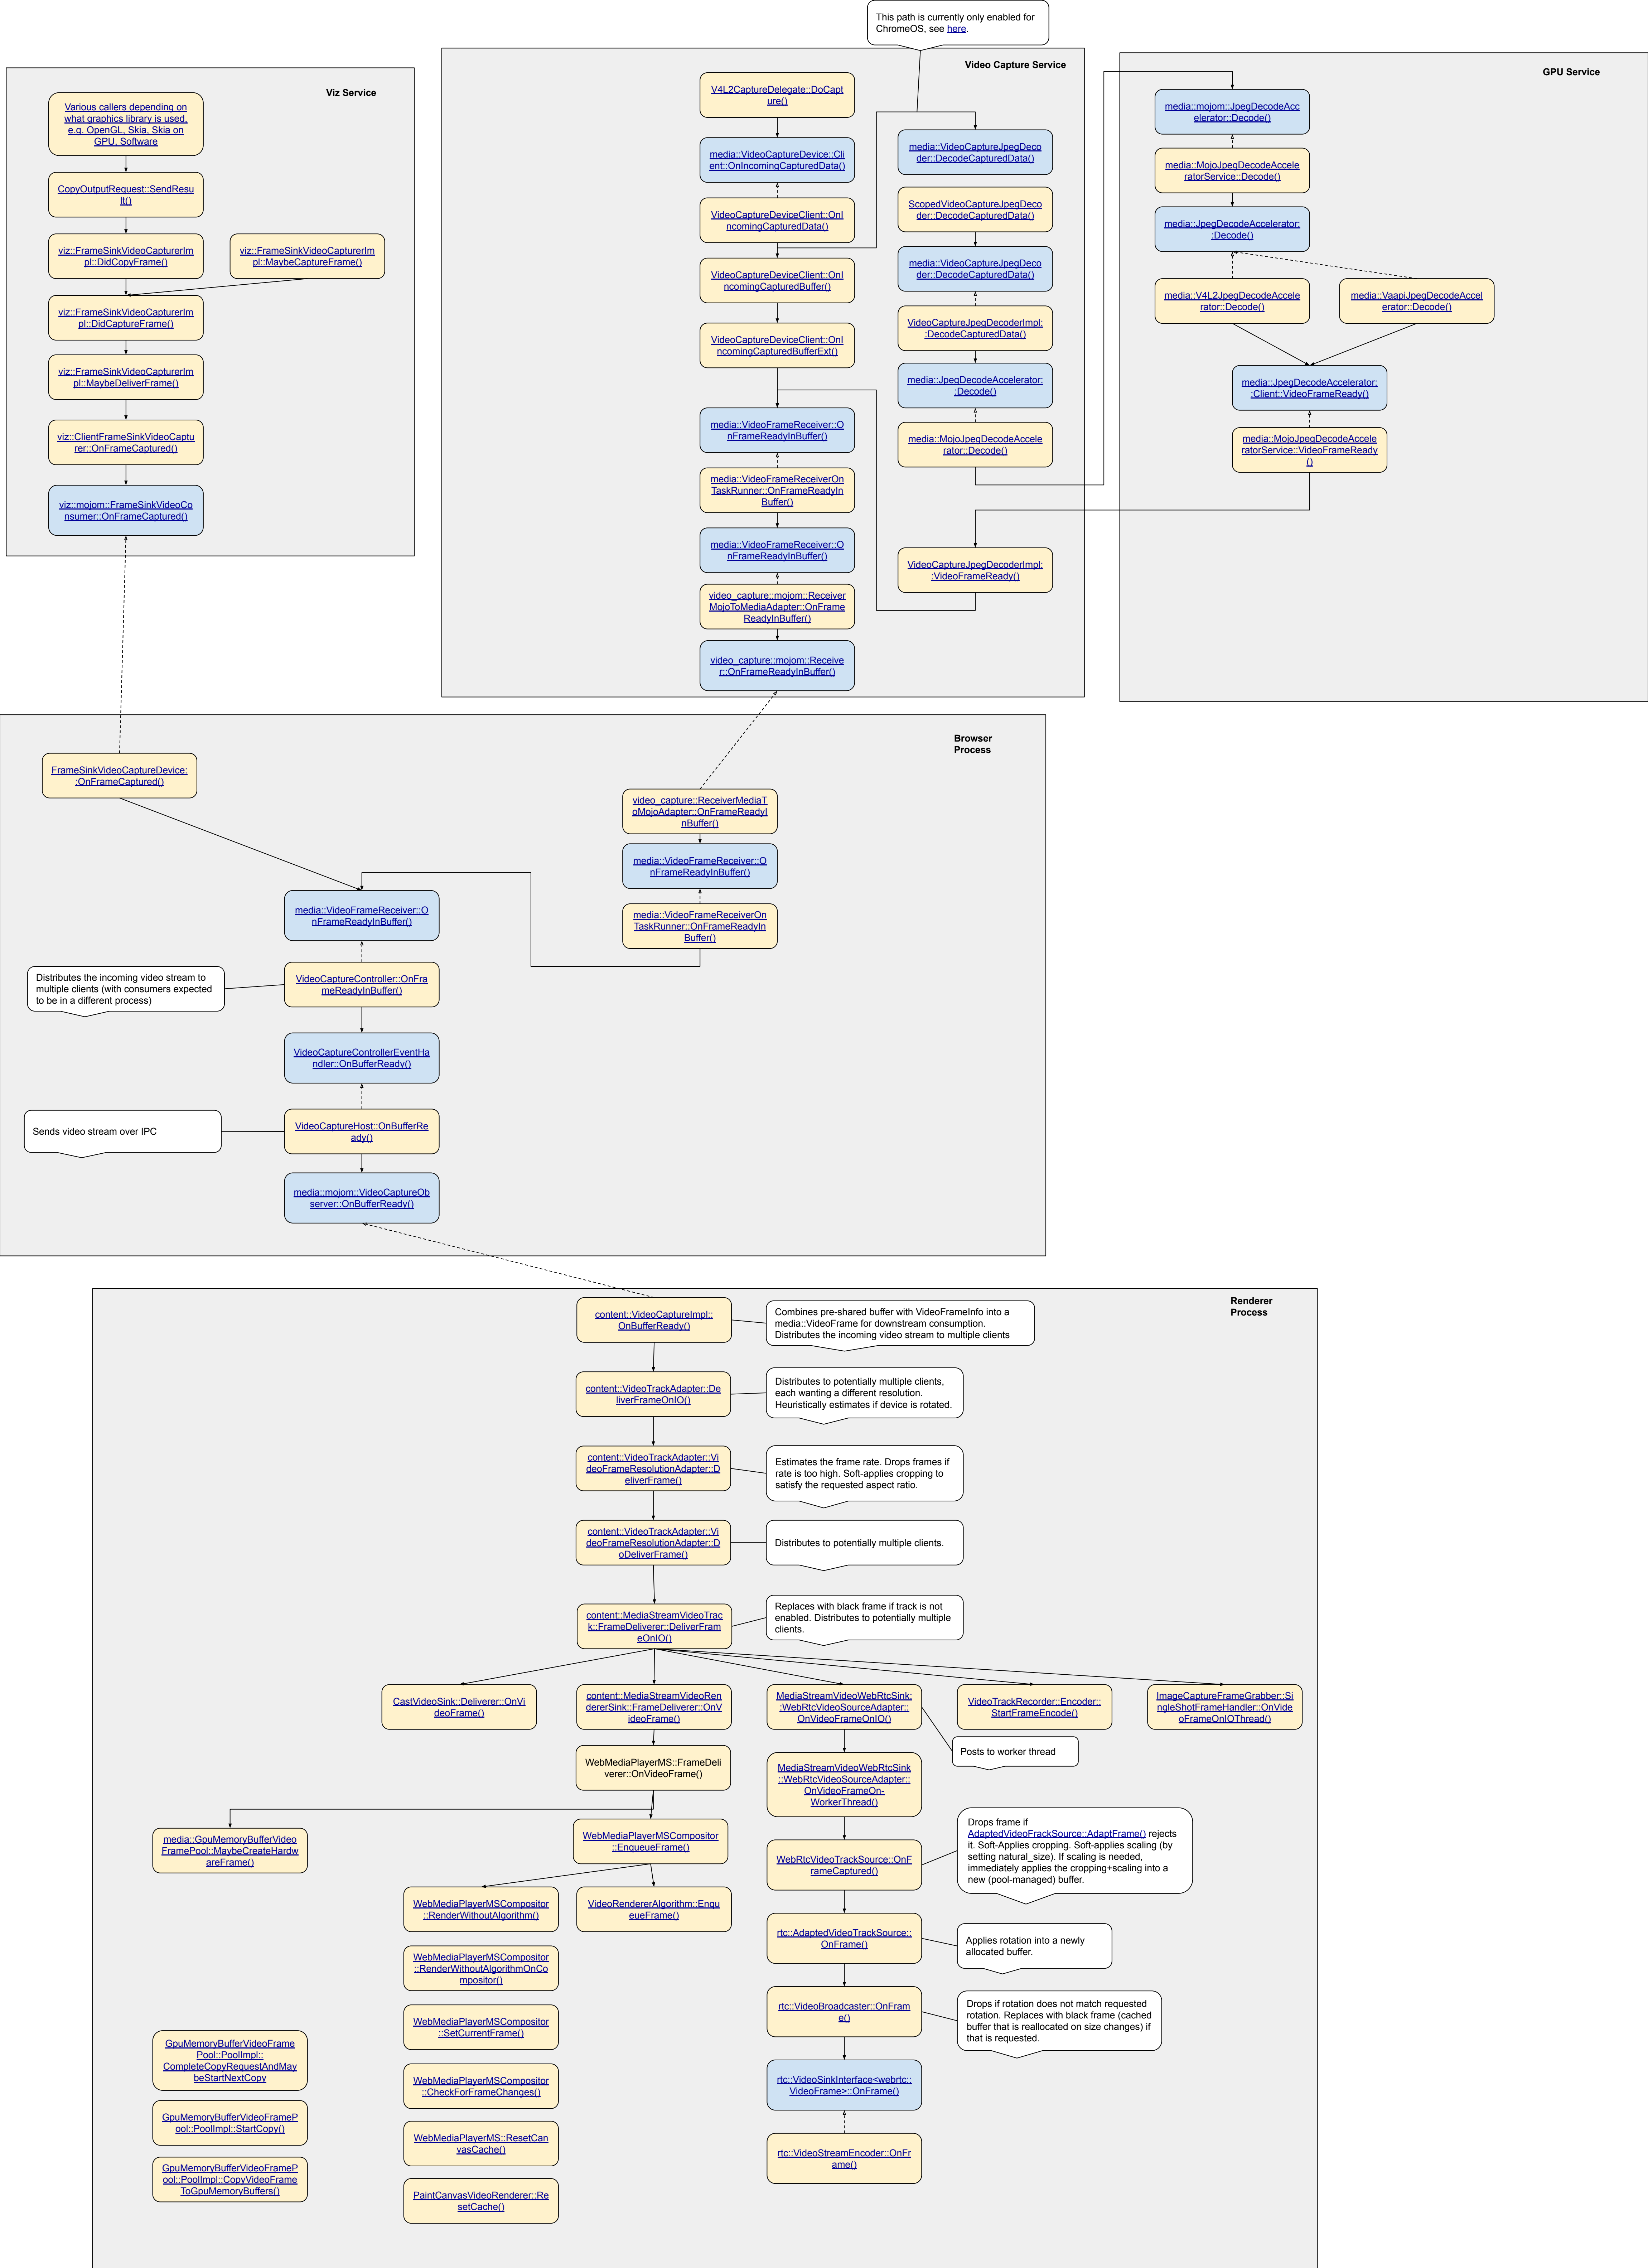 This path is currently only enabled for
ChromeOS, see here.
Viz Service
Various callers depending on
what graphics library is used,
e.g. OpenGL, Skia, Skia on
GPU, Software
CopyOutputRequest::SendResu
lt()
viz::FrameSinkVideoCapturerIm
pl::DidCopyFrame()
viz::FrameSinkVideoCapturerIm
pl::MaybeCaptureFrame()
viz::FrameSinkVideoCapturerIm
pl::DidCaptureFrame()
viz::FrameSinkVideoCapturerIm
pl::MaybeDeliverFrame()
viz::ClientFrameSinkVideoCaptu
rer::OnFrameCaptured()
viz::mojom::FrameSinkVideoCo
nsumer::OnFrameCaptured()
Video Capture Service
V4L2CaptureDelegate::DoCapt
ure()
media::VideoCaptureDevice::Cli
ent::OnIncomingCapturedData()
VideoCaptureDeviceClient::OnI
ncomingCapturedData()
VideoCaptureDeviceClient::OnI
ncomingCapturedBuffer()
VideoCaptureDeviceClient::OnI
ncomingCapturedBufferExt()
media::VideoFrameReceiver::O
nFrameReadyInBuffer()
media::VideoFrameReceiverOn
TaskRunner::OnFrameReadyIn
Buffer()
media::VideoFrameReceiver::O
nFrameReadyInBuffer()
video_capture::mojom::Receiver
MojoToMediaAdapter::OnFrame
ReadyInBuffer()
video_capture::mojom::Receive
r::OnFrameReadyInBuffer()
media::VideoCaptureJpegDeco
der::DecodeCapturedData()
ScopedVideoCaptureJpegDeco
der::DecodeCapturedData()
media::VideoCaptureJpegDeco
der::DecodeCapturedData()
VideoCaptureJpegDecoderImpl:
:DecodeCapturedData()
media::JpegDecodeAccelerator:
:Decode()
media::MojoJpegDecodeAccele
rator::Decode()
VideoCaptureJpegDecoderImpl:
:VideoFrameReady()
GPU Service
media::mojom::JpegDecodeAcc
elerator::Decode()
media::MojoJpegDecodeAccele
ratorService::Decode()
media::JpegDecodeAccelerator:
:Decode()
media::V4L2JpegDecodeAccele
rator::Decode()
media::VaapiJpegDecodeAccel
erator::Decode()
media::JpegDecodeAccelerator:
:Client::VideoFrameReady()
media::MojoJpegDecodeAccele
ratorService::VideoFrameReady
()
Browser
Process
FrameSinkVideoCaptureDevice:
:OnFrameCaptured()
video_capture::ReceiverMediaT
oMojoAdapter::OnFrameReadyI
nBuffer()
media::VideoFrameReceiver::O
nFrameReadyInBuffer()
media::VideoFrameReceiverOn
TaskRunner::OnFrameReadyIn
Buffer()
media::VideoFrameReceiver::O
nFrameReadyInBuffer()
Distributes the incoming video stream to
multiple clients (with consumers expected
to be in a different process)
VideoCaptureController::OnFra
meReadyInBuffer()
VideoCaptureControllerEventHa
ndler::OnBufferReady()
Sends video stream over IPC
VideoCaptureHost::OnBufferRe
ady()
media::mojom::VideoCaptureOb
server::OnBufferReady()
Renderer
Process
content::VideoCaptureImpl::
OnBufferReady()
Combines pre-shared buffer with VideoFrameInfo into a
media::VideoFrame for downstream consumption.
Distributes the incoming video stream to multiple clients
content::VideoTrackAdapter::De
liverFrameOnIO()
Distributes to potentially multiple clients,
each wanting a different resolution.
Heuristically estimates if device is rotated.
content::VideoTrackAdapter::Vi
deoFrameResolutionAdapter::D
eliverFrame()
Estimates the frame rate. Drops frames if
rate is too high. Soft-applies cropping to
satisfy the requested aspect ratio.
content::VideoTrackAdapter::Vi
deoFrameResolutionAdapter::D
oDeliverFrame()
Distributes to potentially multiple clients.
content::MediaStreamVideoTrac
k::FrameDeliverer::DeliverFram
eOnIO()
Replaces with black frame if track is not
enabled. Distributes to potentially multiple
clients.
CastVideoSink::Deliverer::OnVi
deoFrame()
content::MediaStreamVideoRen
dererSink::FrameDeliverer::OnV
ideoFrame()
MediaStreamVideoWebRtcSink:
:WebRtcVideoSourceAdapter::
OnVideoFrameOnIO()
VideoTrackRecorder::Encoder::
StartFrameEncode()
ImageCaptureFrameGrabber::Si
ngleShotFrameHandler::OnVide
oFrameOnIOThread()
Posts to worker thread
WebMediaPlayerMS::FrameDeli
verer::OnVideoFrame()
MediaStreamVideoWebRtcSink
::WebRtcVideoSourceAdapter::
OnVideoFrameOn-
WorkerThread()
media::GpuMemoryBufferVideo
FramePool::MaybeCreateHardw
areFrame()
WebMediaPlayerMSCompositor
::EnqueueFrame()
WebRtcVideoTrackSource::OnF
rameCaptured()
Drops frame if
AdaptedVideoFrackSource::AdaptFrame() rejects
it. Soft-Applies cropping. Soft-applies scaling (by
setting natural_size). If scaling is needed,
immediately applies the cropping+scaling into a
new (pool-managed) buffer.
WebMediaPlayerMSCompositor
::RenderWithoutAlgorithm()
VideoRendererAlgorithm::Enqu
eueFrame()
rtc::AdaptedVideoTrackSource::
OnFrame()
Applies rotation into a newly
allocated buffer.
WebMediaPlayerMSCompositor
::RenderWithoutAlgorithmOnCo
mpositor()
rtc::VideoBroadcaster::OnFram
e()
Drops if rotation does not match requested
rotation. Replaces with black frame (cached
buffer that is reallocated on size changes) if
that is requested.
WebMediaPlayerMSCompositor
::SetCurrentFrame()
GpuMemoryBufferVideoFrame
Pool::PoolImpl::
CompleteCopyRequestAndMay
beStartNextCopy
WebMediaPlayerMSCompositor
::CheckForFrameChanges()
rtc::VideoSinkInterface<webrtc::
VideoFrame>::OnFrame()
GpuMemoryBufferVideoFrameP
ool::PoolImpl::StartCopy()
WebMediaPlayerMS::ResetCan
vasCache()
rtc::VideoStreamEncoder::OnFr
ame()
GpuMemoryBufferVideoFrameP
ool::PoolImpl::CopyVideoFrame
ToGpuMemoryBuffers()
PaintCanvasVideoRenderer::Re
setCache()